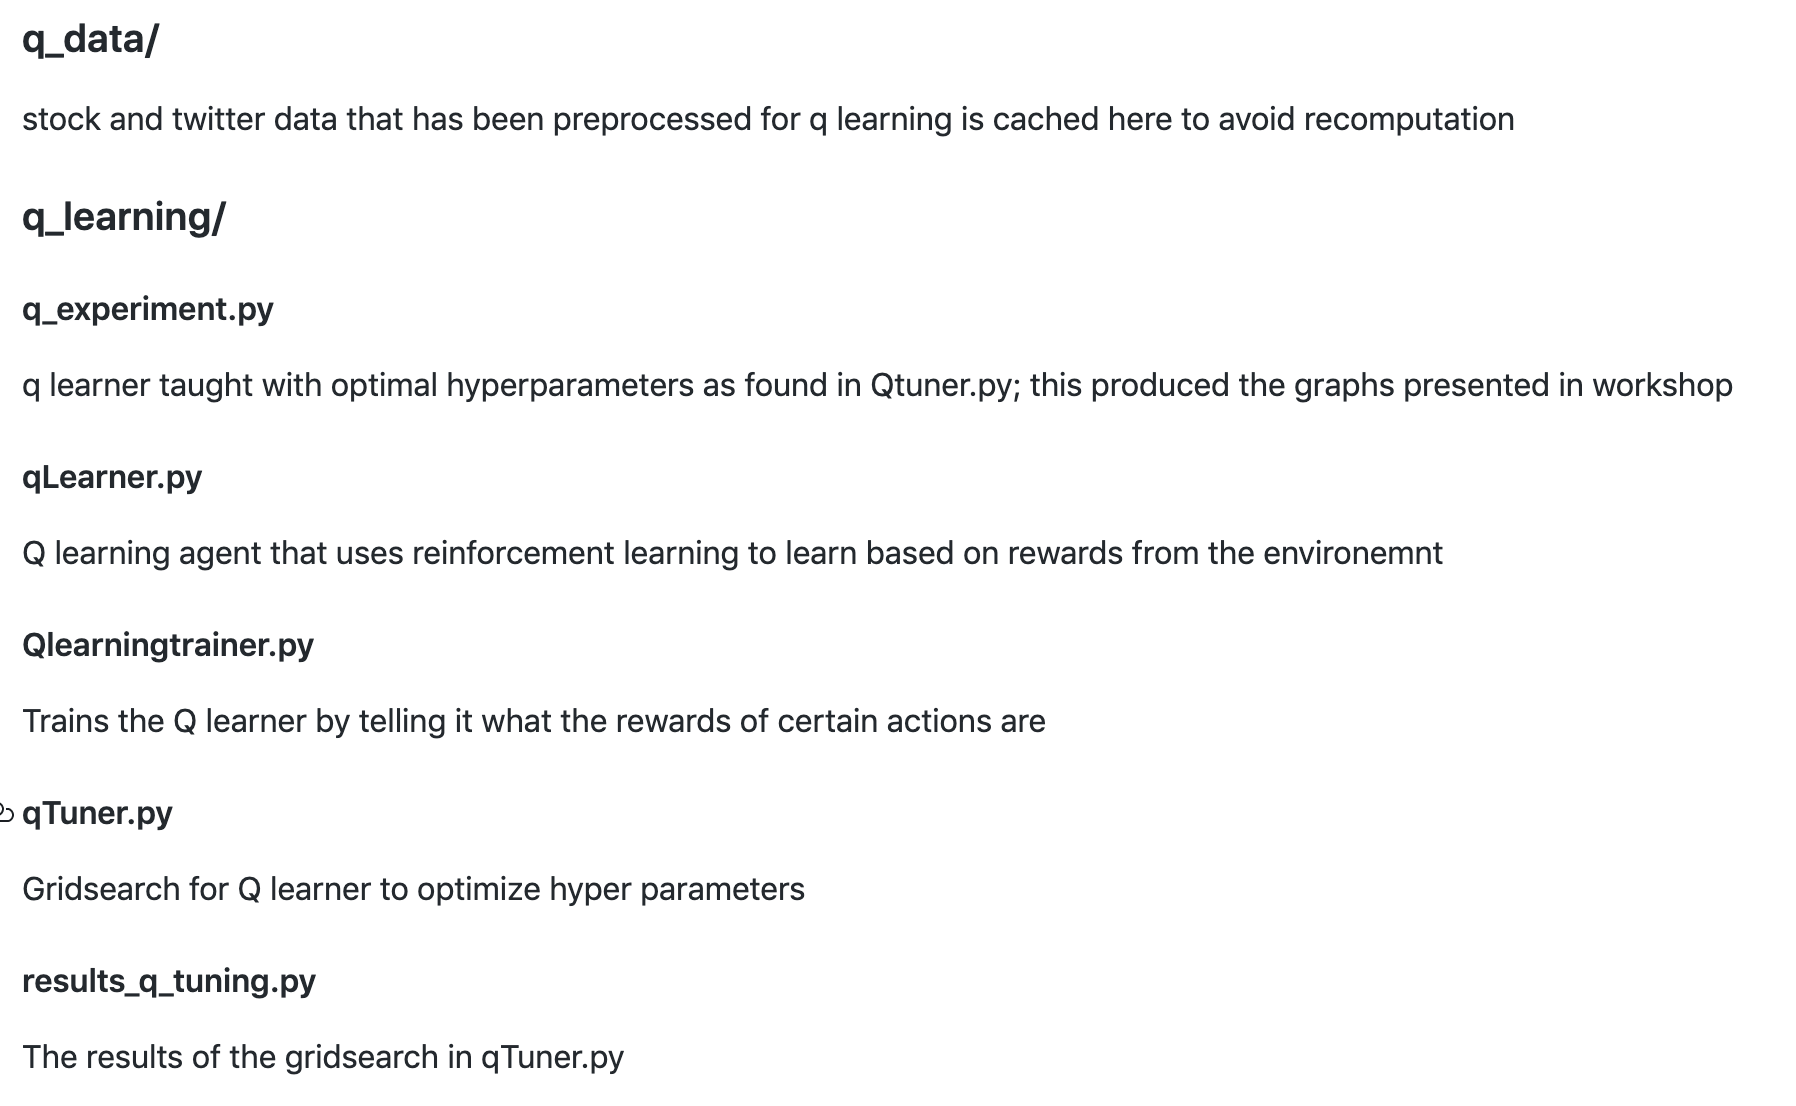 q_data/
stock and twitter data that has been preprocessed for q learning is cached here to avoid recomputation
q_learning/
q_experiment.py
q learner taught with optimal hyperparameters as found in Qtuner.py; this produced the graphs presented in workshop
qLearner.py
Q learning agent that uses reinforcement learning to learn based on rewards from the environemnt
Qlearningtrainer.py
Trains the Q learner by telling it what the rewards of certain actions are
qTuner.py
Gridsearch for Q learner to optimize hyper parameters
results_q_tuning.py
The results of the gridsearch in qTuner.py